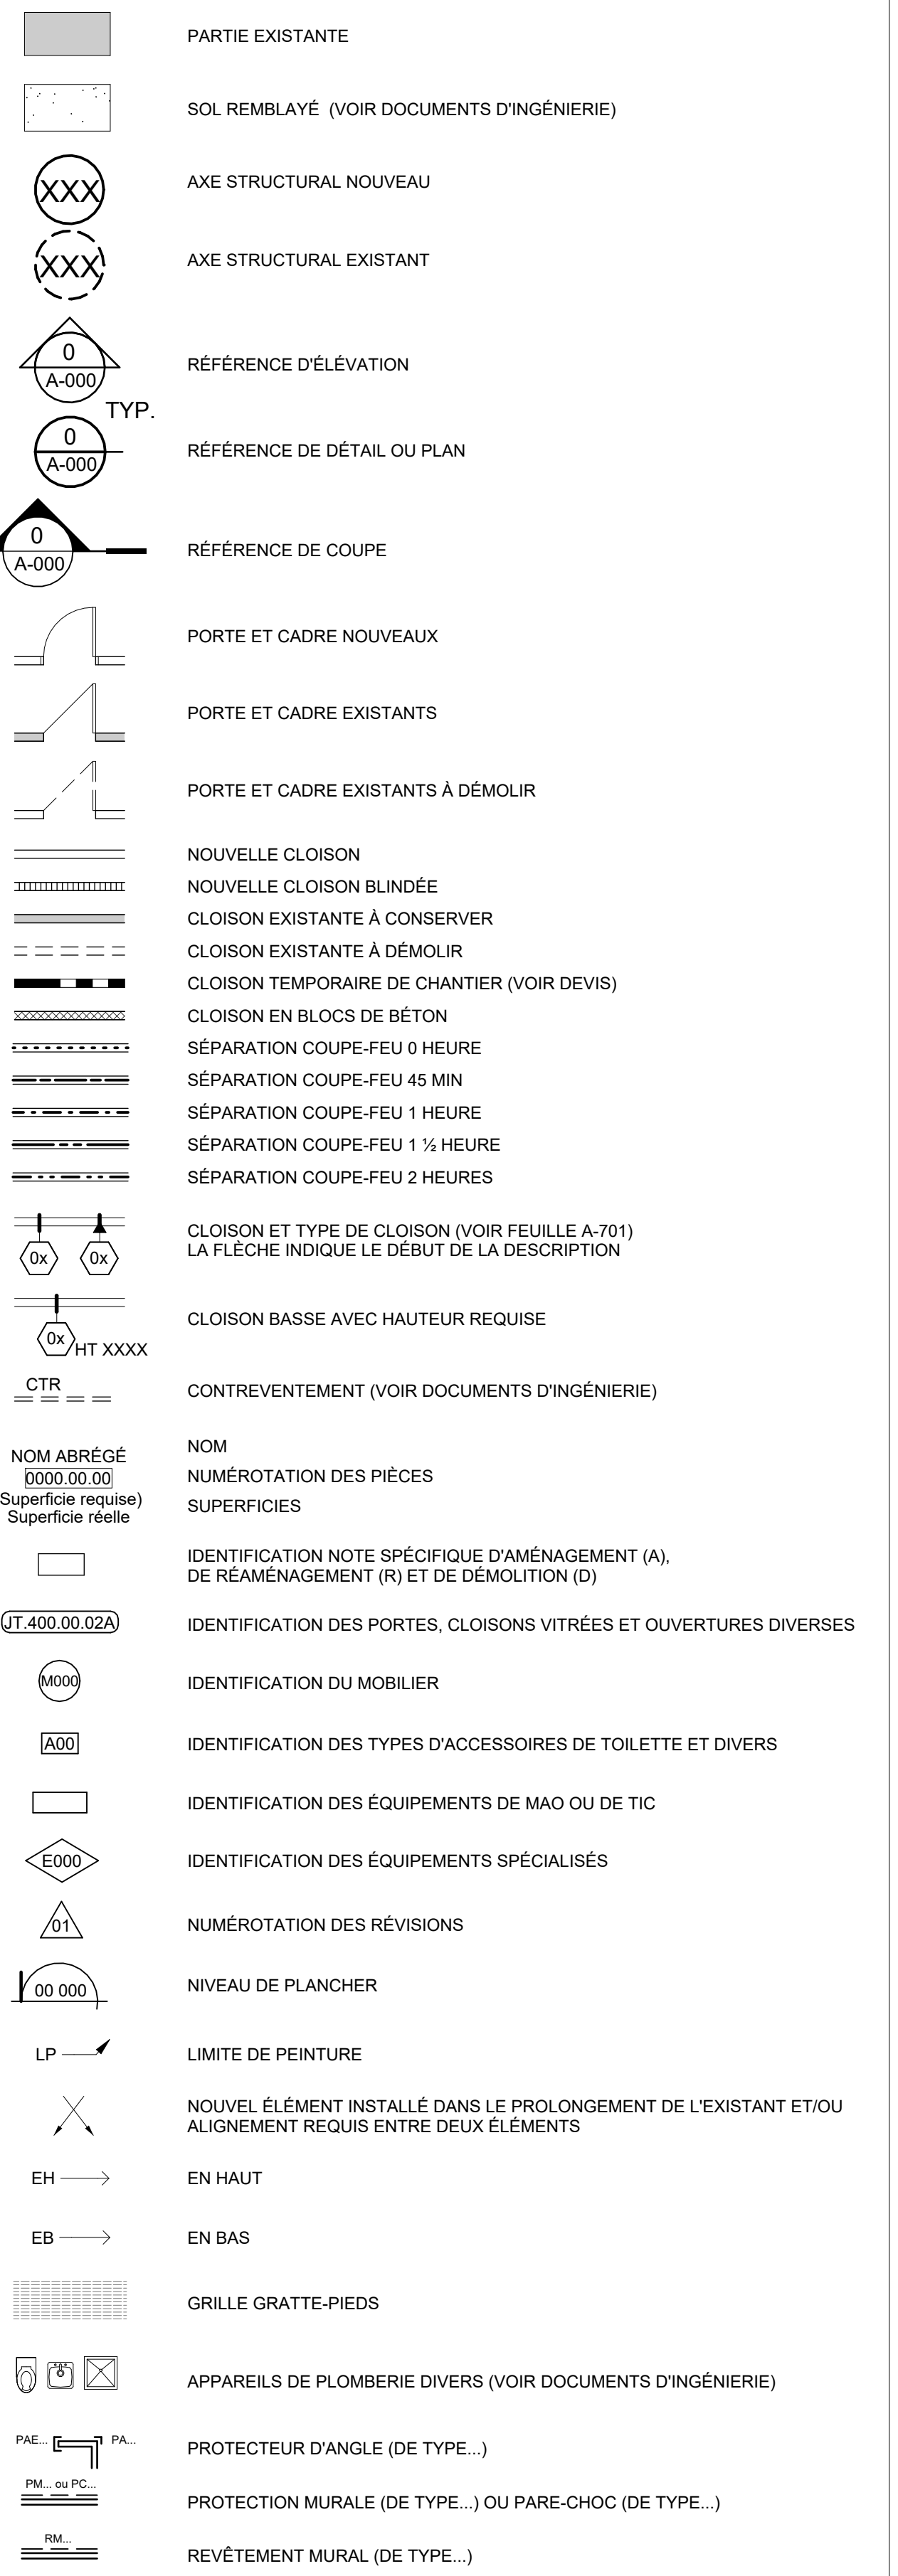 PARTIE EXISTANTE
SOL REMBLAYÉ (VOIR DOCUMENTS D'INGÉNIERIE)
XXX
AXE STRUCTURAL NOUVEAU
XXX
AXE STRUCTURAL EXISTANT
0
A-000
TYP.
RÉFÉRENCE D'ÉLÉVATION
0
A-000
RÉFÉRENCE DE DÉTAIL OU PLAN
0
A-000
RÉFÉRENCE DE COUPE
PORTE ET CADRE NOUVEAUX
PORTE ET CADRE EXISTANTS
PORTE ET CADRE EXISTANTS À DÉMOLIR
NOUVELLE CLOISON
NOUVELLE CLOISON BLINDÉE
CLOISON EXISTANTE À CONSERVER
CLOISON EXISTANTE À DÉMOLIR
CLOISON TEMPORAIRE DE CHANTIER (VOIR DEVIS)
CLOISON EN BLOCS DE BÉTON
SÉPARATION COUPE-FEU 0 HEURE
SÉPARATION COUPE-FEU 45 MIN
SÉPARATION COUPE-FEU 1 HEURE
SÉPARATION COUPE-FEU 1 ½ HEURE
SÉPARATION COUPE-FEU 2 HEURES
0x 0x
CLOISON ET TYPE DE CLOISON (VOIR FEUILLE A-701)
LA FLÈCHE INDIQUE LE DÉBUT DE LA DESCRIPTION
0x HT XXXX
CLOISON BASSE AVEC HAUTEUR REQUISE
CTR
CONTREVENTEMENT (VOIR DOCUMENTS D'INGÉNIERIE)
NOM ABRÉGÉ
0000.00.00
Superficie requise)
Superficie réelle
NOM
NUMÉROTATION DES PIÈCES
SUPERFICIES
IDENTIFICATION NOTE SPÉCIFIQUE D'AMÉNAGEMENT (A),
DE RÉAMÉNAGEMENT (R) ET DE DÉMOLITION (D)
JT.400.00.02A
IDENTIFICATION DES PORTES, CLOISONS VITRÉES ET OUVERTURES DIVERSES
M000
IDENTIFICATION DU MOBILIER
A00
IDENTIFICATION DES TYPES D'ACCESSOIRES DE TOILETTE ET DIVERS
IDENTIFICATION DES ÉQUIPEMENTS DE MAO OU DE TIC
E000
IDENTIFICATION DES ÉQUIPEMENTS SPÉCIALISÉS
01
NUMÉROTATION DES RÉVISIONS
00 000
NIVEAU DE PLANCHER
LP
LIMITE DE PEINTURE
NOUVEL ÉLÉMENT INSTALLÉ DANS LE PROLONGEMENT DE L'EXISTANT ET/OU
ALIGNEMENT REQUIS ENTRE DEUX ÉLÉMENTS
EH
EN HAUT
EB
EN BAS
GRILLE GRATTE-PIEDS
APPAREILS DE PLOMBERIE DIVERS (VOIR DOCUMENTS D'INGÉNIERIE)
PAE... PA...
PROTECTEUR D'ANGLE (DE TYPE...)
PM... ou PC...
PROTECTION MURALE (DE TYPE...) OU PARE-CHOC (DE TYPE...)
RM...
REVÊTEMENT MURAL (DE TYPE...)